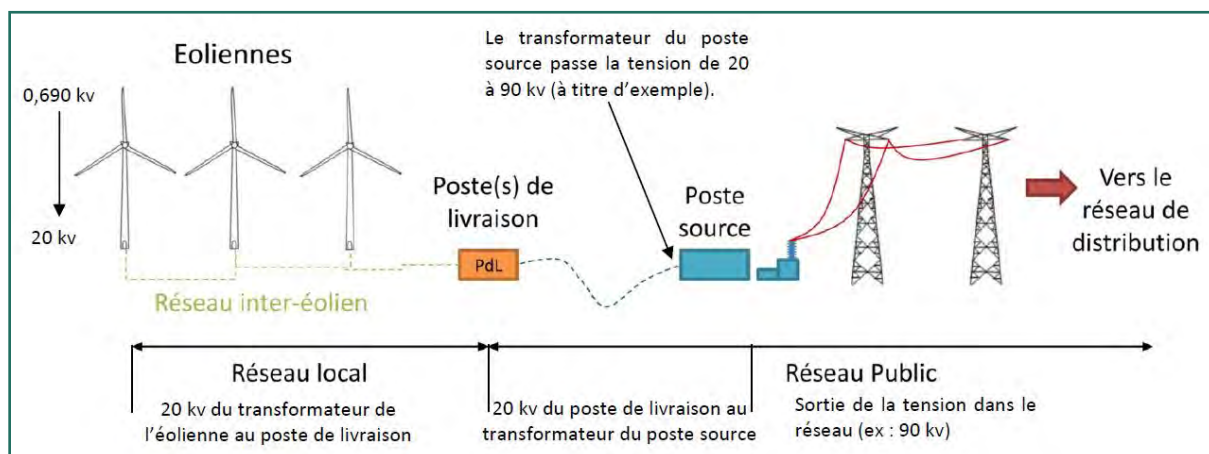 Eoliennes
0,690 kv
20 kv
Le transformateur du poste
source passe la tension de 20
à 90 kv (à titre d'exemple).
Poste(s) de
livraison
PdL
Poste
source
Vers le
réseau de
distribution
Réseau inter-éolien
Réseau local
20 kv du transformateur de
l'éolienne au poste de livraison
20 kv du poste de livraison au
transformateur du poste source
Réseau Public
Sortie de la tension dans le
réseau (ex : 90 kv)